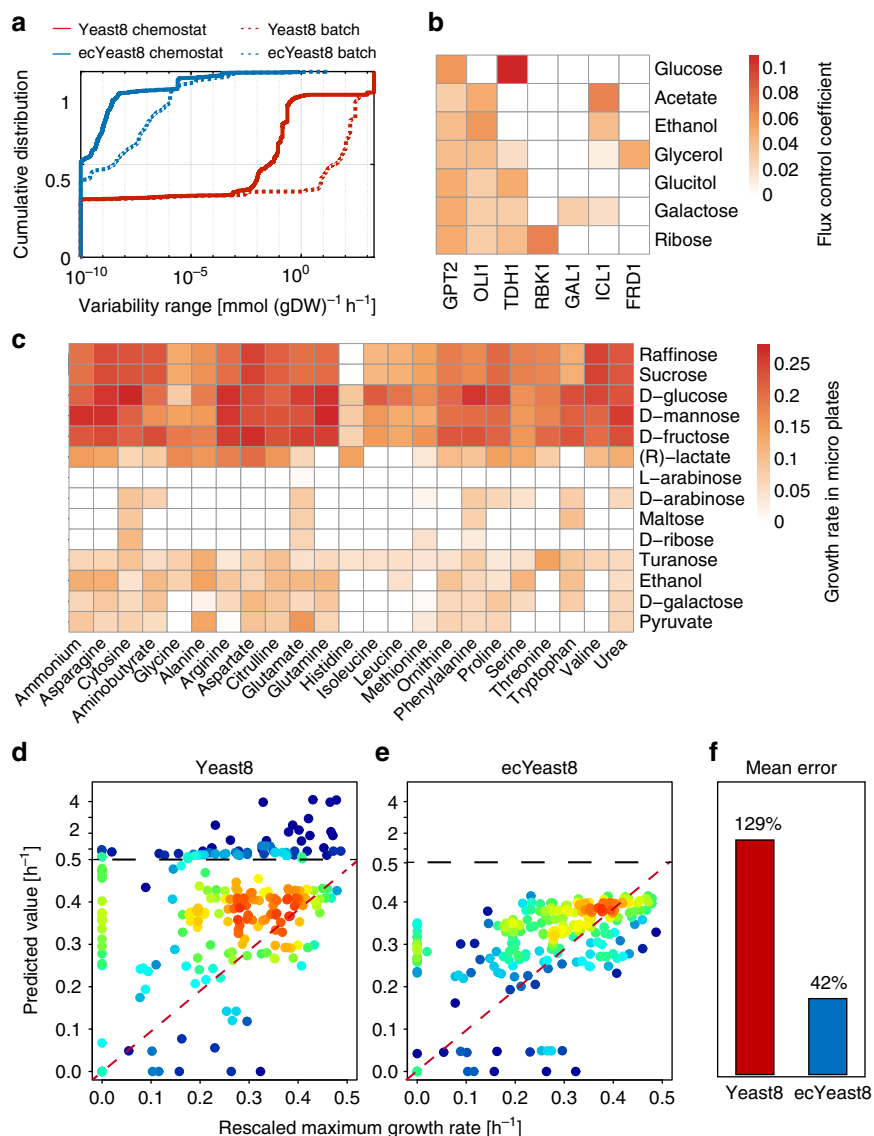 a
Yeast8 chemostat
Yeast8 batch
ecYeast8 chemostat
ecYeast8 batch
Cumulative distribution
1
0.5
0
10⁻¹⁰
10⁻⁵
10⁰
Variability range [mmol (gDW)⁻¹ h⁻¹]
b
Glucose
Acetate
Ethanol
Glycerol
Glucitol
Galactose
Ribose
GPT2
OLI1
TDH1
RBK1
GAL1
ICL1
FRD1
0.1
0.08
0.06
0.04
0.02
0
Flux control coefficient
c
Raffinose
Sucrose
D−glucose
D−mannose
D−fructose
(R)−lactate
L−arabinose
D−arabinose
Maltose
D−ribose
Turanose
Ethanol
D−galactose
Pyruvate
Ammonium
Asparagine
Cytosine
Aminobutyrate
Glycine
Alanine
Arginine
Aspartate
Citrulline
Glutamate
Glutamine
Histidine
Isoleucine
Leucine
Methionine
Ornithine
Phenylalanine
Proline
Serine
Threonine
Tryptophan
Valine
Urea
0.25
0.2
0.15
0.1
0.05
0
Growth rate in micro plates
d
Yeast8
4
2
0.5
0.4
0.3
0.2
0.1
0.0
Predicted value [h⁻¹]
0.0 0.1 0.2 0.3 0.4 0.5
e
ecYeast8
4
2
0.5
0.4
0.3
0.2
0.1
0.0
0.0 0.1 0.2 0.3 0.4 0.5
Rescaled maximum growth rate [h⁻¹]
f
Mean error
129%
42%
Yeast8 ecYeast8